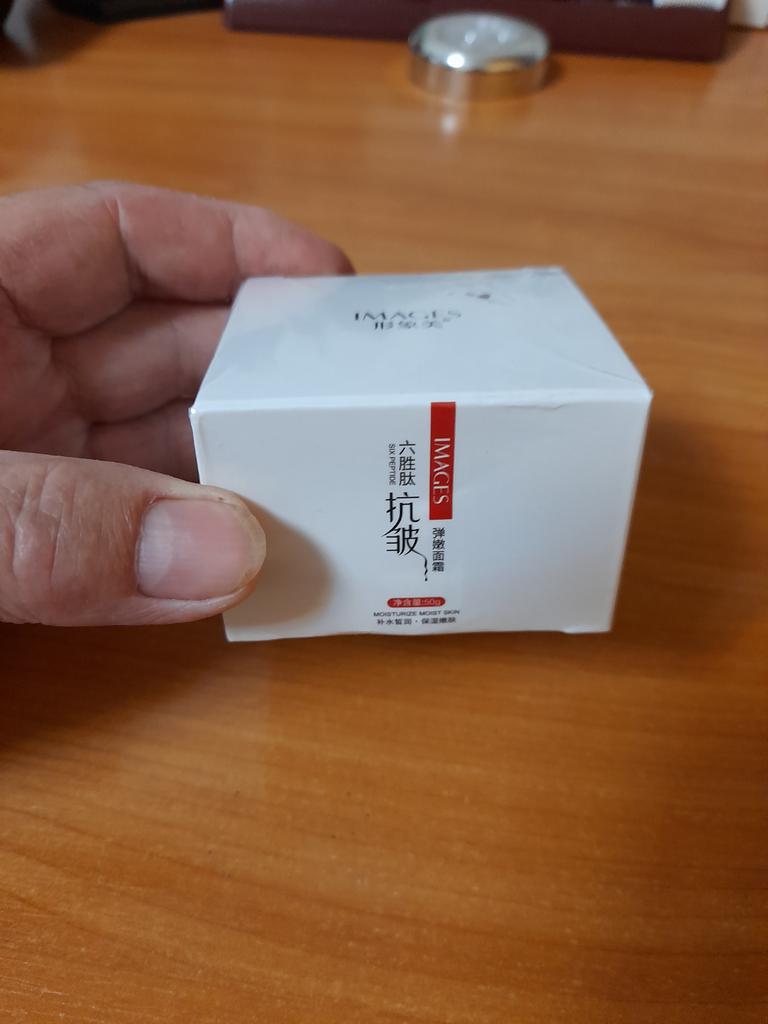 IMAGES
形象美®
IMAGES
六胜肽
SIX PEPTIDE
抗皱
弹嫩面霜
净含量:50g
MOISTURIZE MOIST SKIN
补水皙润·保湿嫩肤